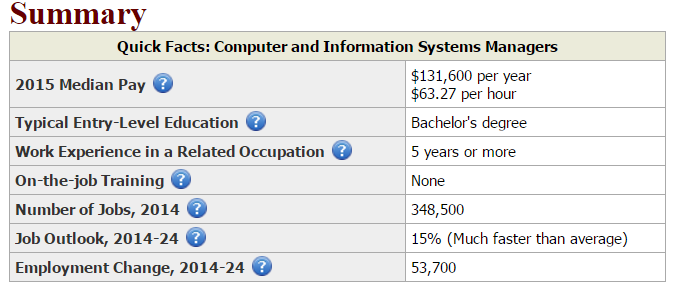 Summary
Quick Facts: Computer and Information Systems Managers
2015 Median Pay ? $131,600 per year
$63.27 per hour
Typical Entry-Level Education ? Bachelor's degree
Work Experience in a Related Occupation ? 5 years or more
On-the-job Training ? None
Number of Jobs, 2014 ? 348,500
Job Outlook, 2014-24 ? 15% (Much faster than average)
Employment Change, 2014-24 ? 53,700